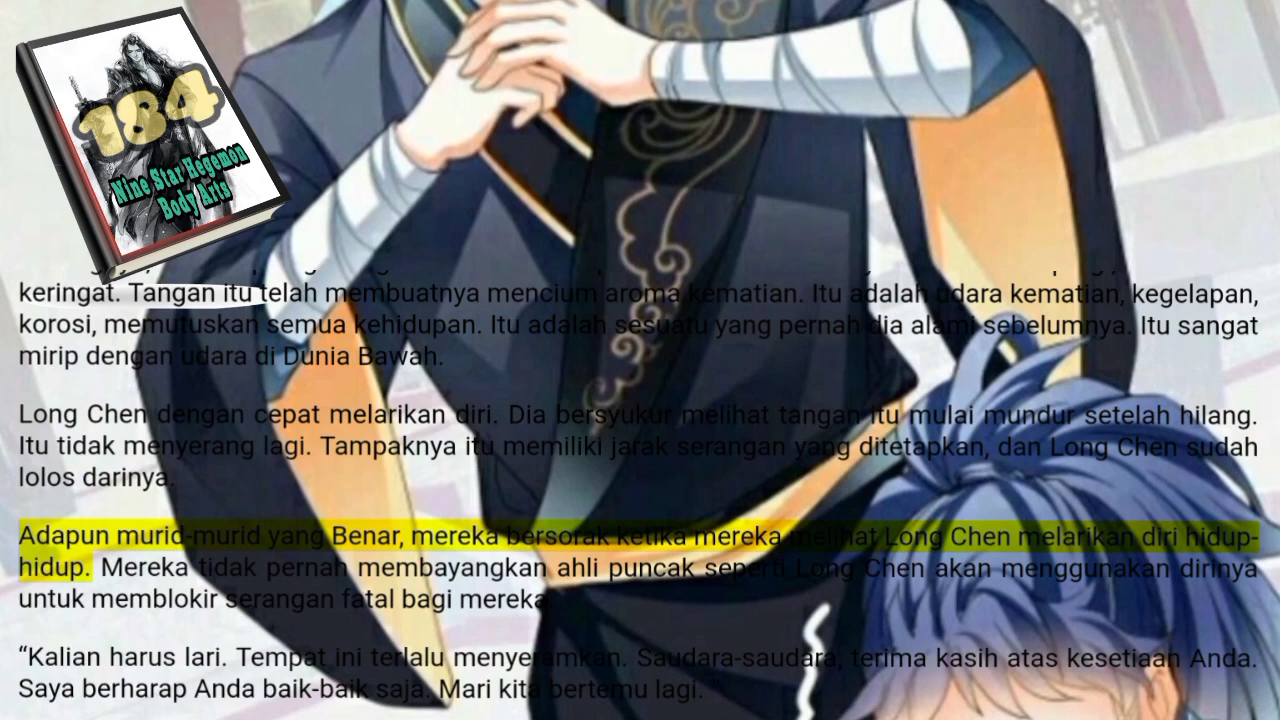 184
Nine Star Hegemon
Body Arts
keringat. Tangan itu telah membuatnya mencium aroma kematian. Itu adalah udara kematian, kegelapan,
korosi, memutuskan semua kehidupan. Itu adalah sesuatu yang pernah dia alami sebelumnya. Itu sangat
mirip dengan udara di Dunia Bawah.
Long Chen dengan cepat melarikan diri. Dia bersyukur melihat tangan itu mulai mundur setelah hilang.
Itu tidak menyerang lagi. Tampaknya itu memiliki jarak serangan yang ditetapkan, dan Long Chen sudah
lolos darinya.
Adapun murid-murid yang Benar, mereka bersorak ketika mereka melihat Long Chen melarikan diri hidup-
hidup. Mereka tidak pernah membayangkan ahli puncak seperti Long Chen akan menggunakan dirinya
untuk memblokir serangan fatal bagi mereka.
“Kalian harus lari. Tempat ini terlalu menyeramkan. Saudara-saudara, terima kasih atas kesetiaan Anda.
Saya berharap Anda baik-baik saja. Mari kita bertemu lagi. ”